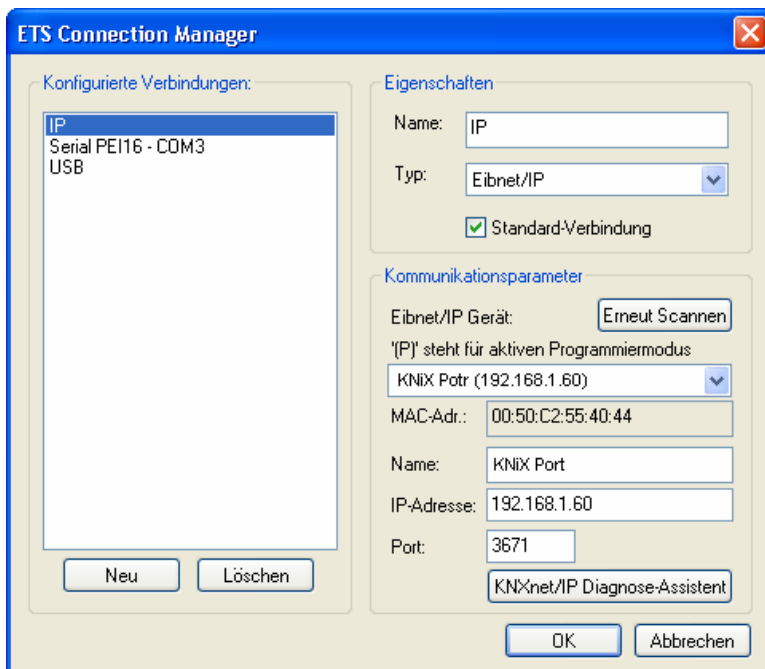 ETS Connection Manager
Konfigurierte Verbindungen:
IP
Serial PEI16 - COM3
USB
Neu
Löschen
Eigenschaften
Name: IP
Typ: Eibnet/IP
Standard-Verbindung
Kommunikationsparameter
Eibnet/IP Gerät: Erneut Scannen
'(P)' steht für aktiven Programmiermodus
KNiX Potr (192.168.1.60)
MAC-Adr.: 00:50:C2:55:40:44
Name: KNiX Port
IP-Adresse: 192.168.1.60
Port: 3671
KNXnet/IP Diagnose-Assistent
OK
Abbrechen